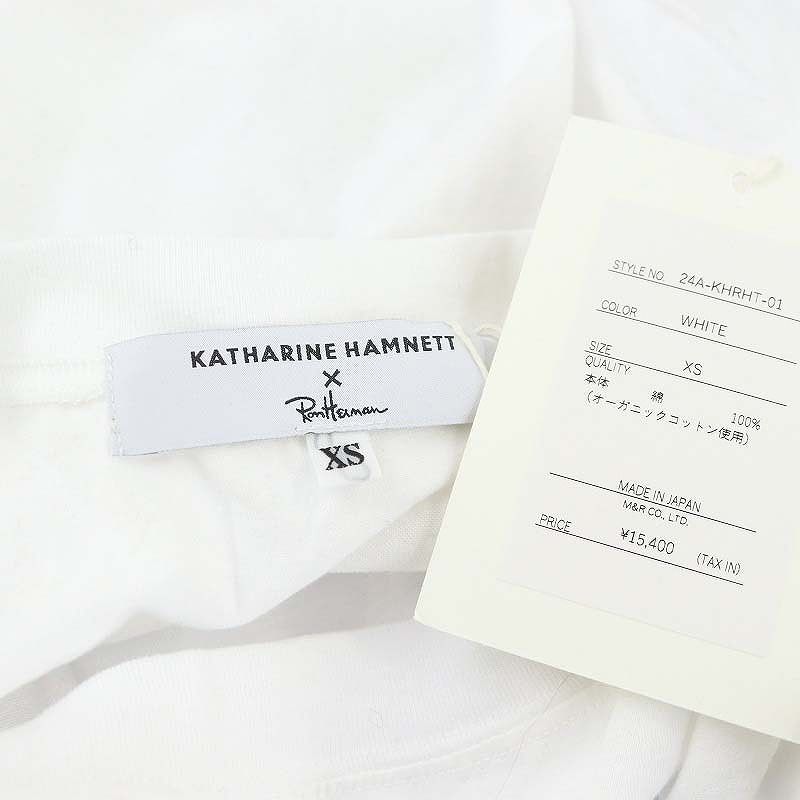 KATHARINE HAMNETT
×
Ron Herman
XS
STYLE NO 24A-KHRHT-01
COLOR WHITE
SIZE XS
QUALITY
本体 綿 100%
(オーガニックコットン使用)
MADE IN JAPAN
M&R CO., LTD.
PRICE ¥15,400 (TAX IN)